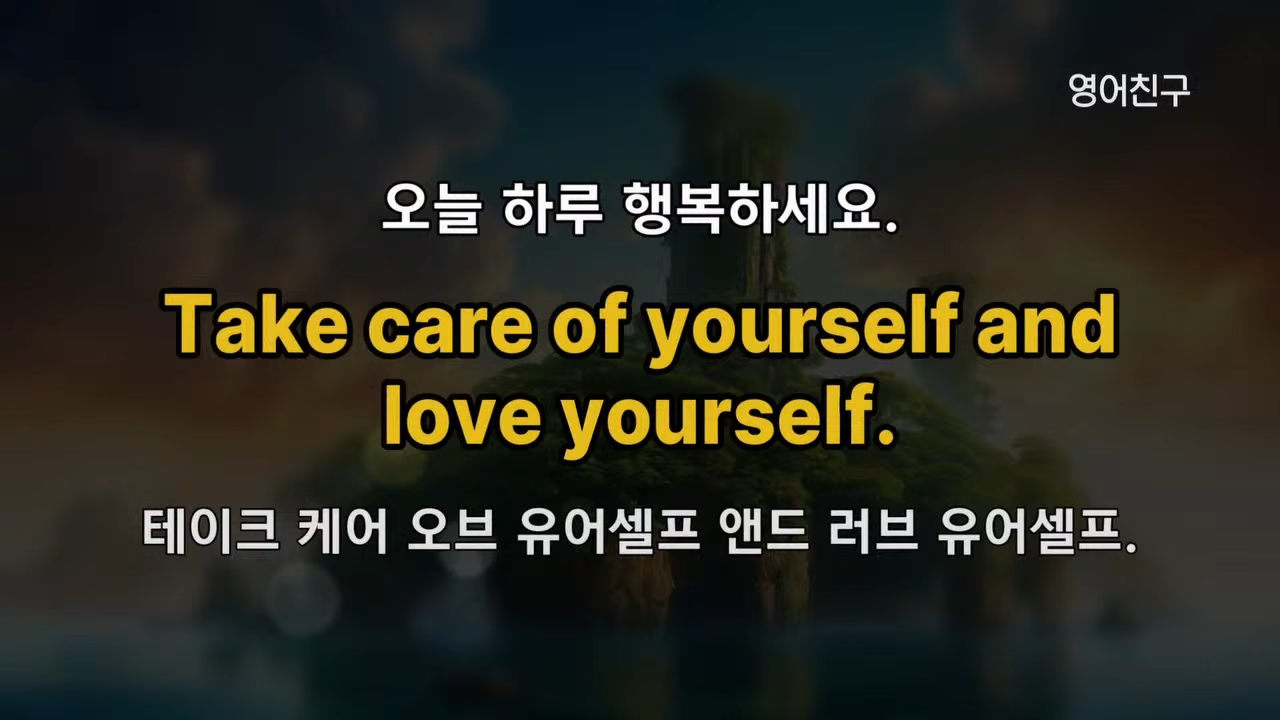 영어친구
오늘 하루 행복하세요.
Take care of yourself and
love yourself.
테이크 케어 오브 유어셀프 앤드 러브 유어셀프.